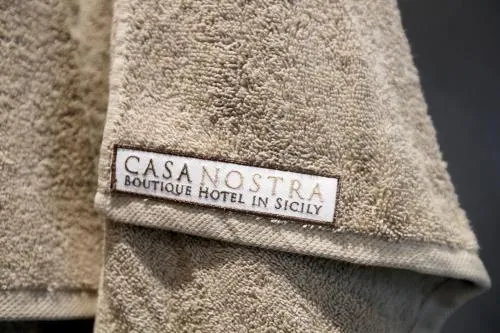 CASANOSTRA
BOUTIQUE HOTEL IN SICILY